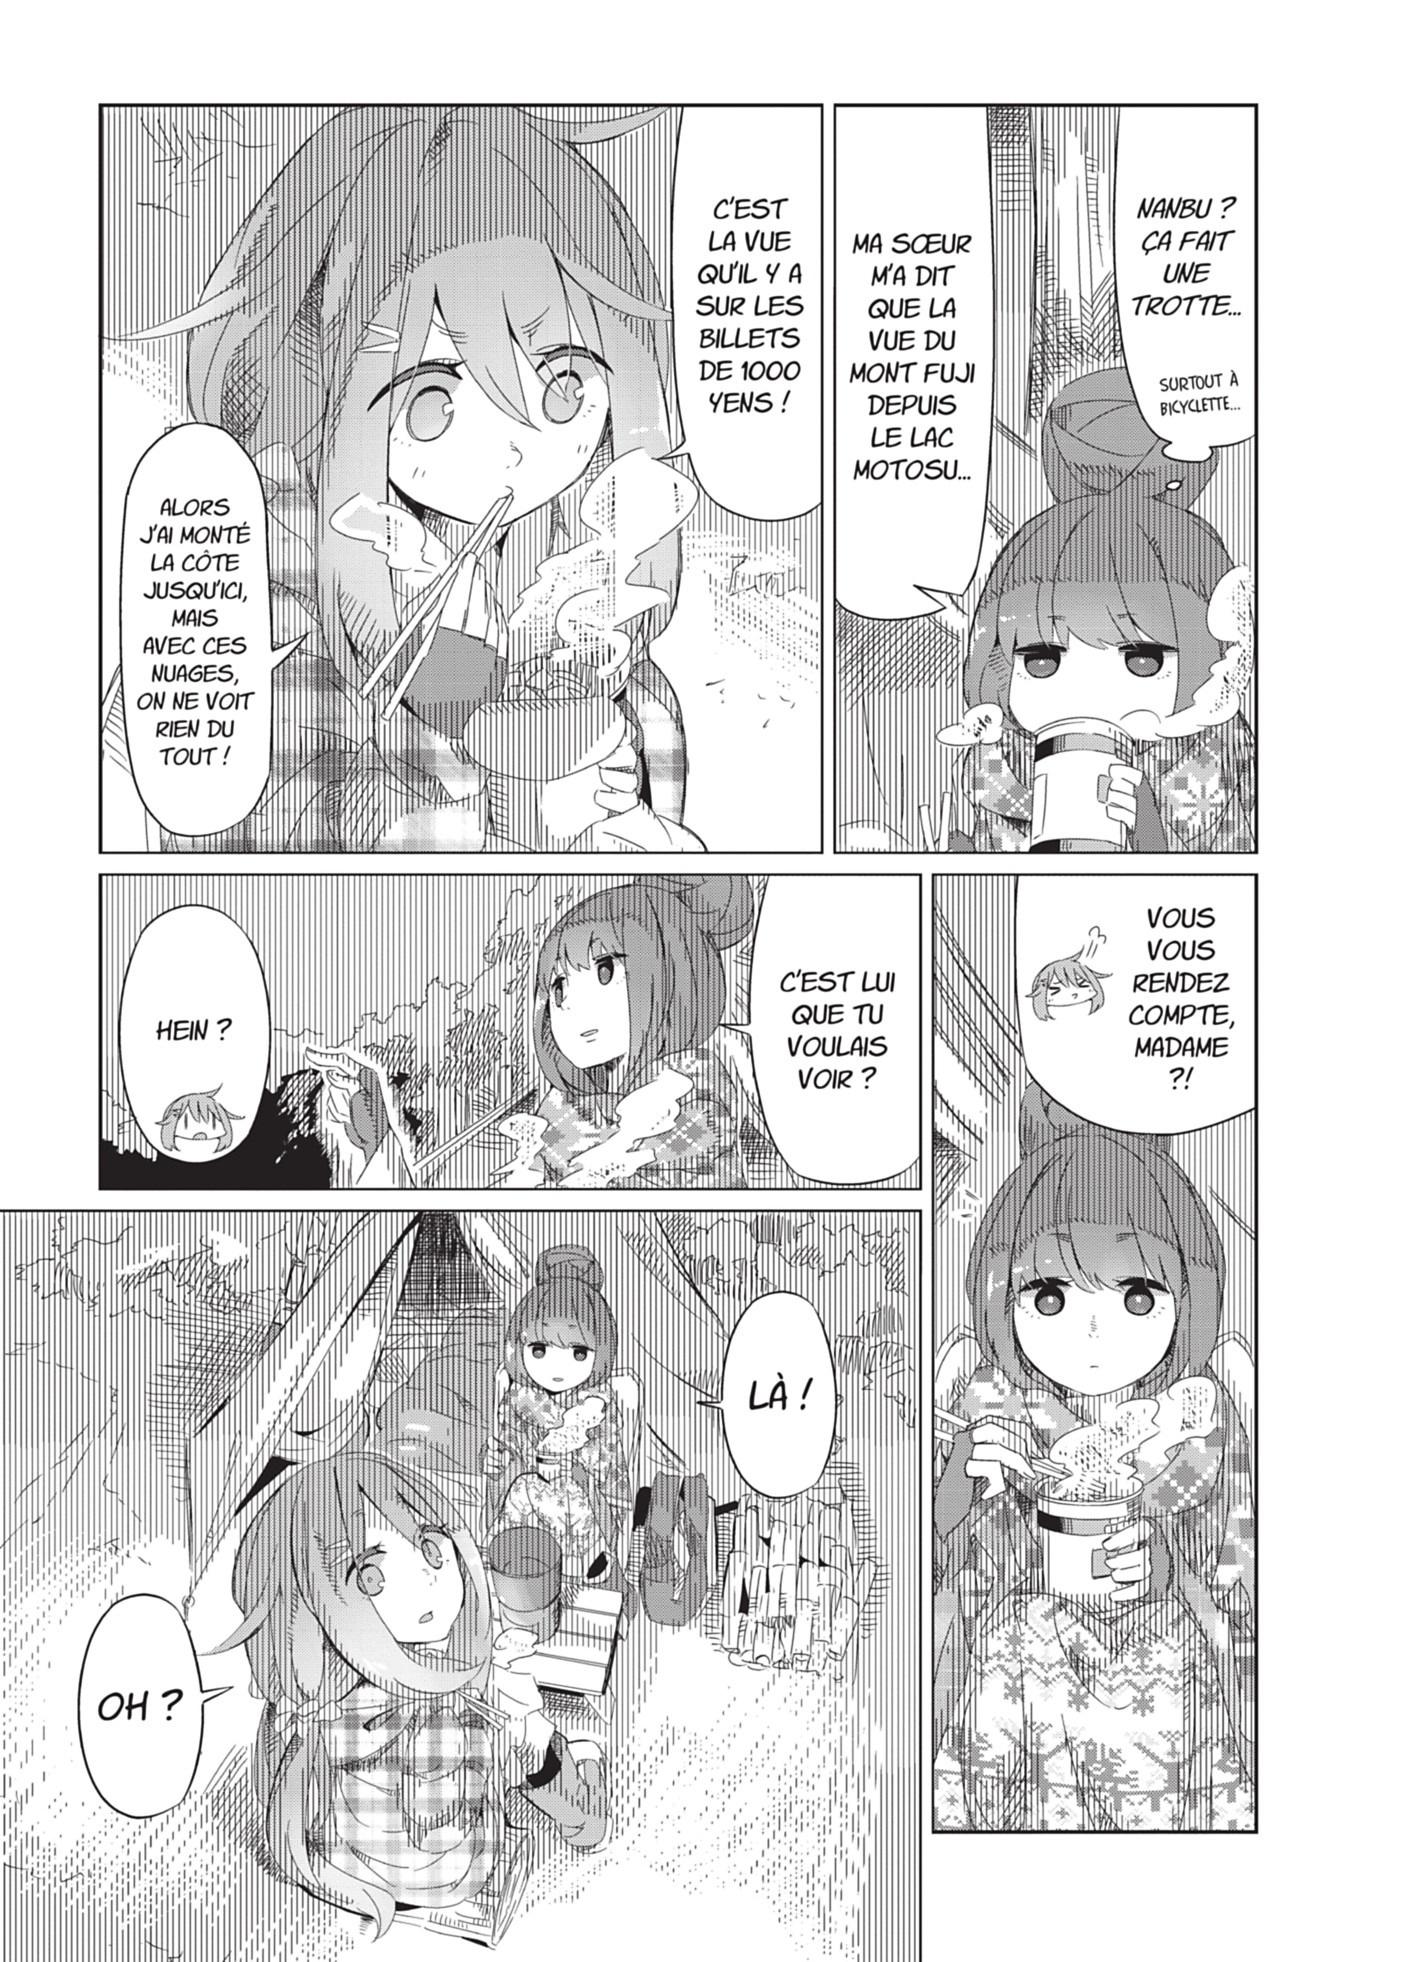 NANBU ?
ÇA FAIT
UNE
TROTTE...
SURTOUT À
BICYCLETTE...
MA SŒUR
M'A DIT
QUE LA
VUE DU
MONT FUJI
DEPUIS
LE LAC
MOTOSU...
C'EST
LA VUE
QU'IL Y A
SUR LES
BILLETS
DE 1000
YENS !
ALORS
J'AI MONTÉ
LA CÔTE
JUSQU'ICI,
MAIS
AVEC CES
NUAGES,
ON NE VOIT
RIEN DU
TOUT !
VOUS
VOUS
RENDEZ
COMPTE,
MADAME
?!
C'EST LUI
QUE TU
VOULAIS
VOIR ?
HEIN ?
LÀ !
OH ?